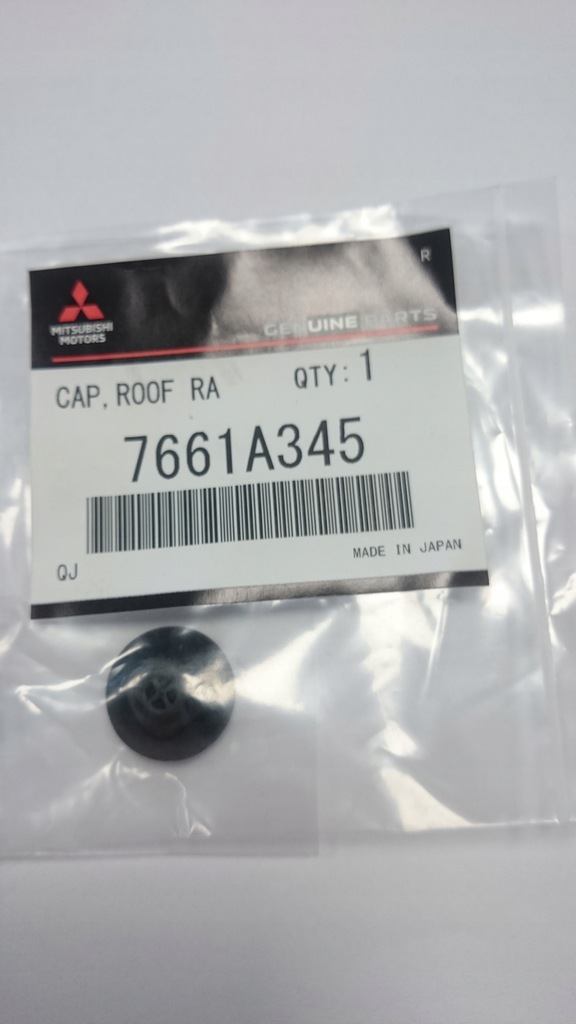 R
MITSUBISHI
MOTORS
GENUINE PARTS
CAP, ROOF RA
QTY: 1
7661A345
MADE IN JAPAN
QJ